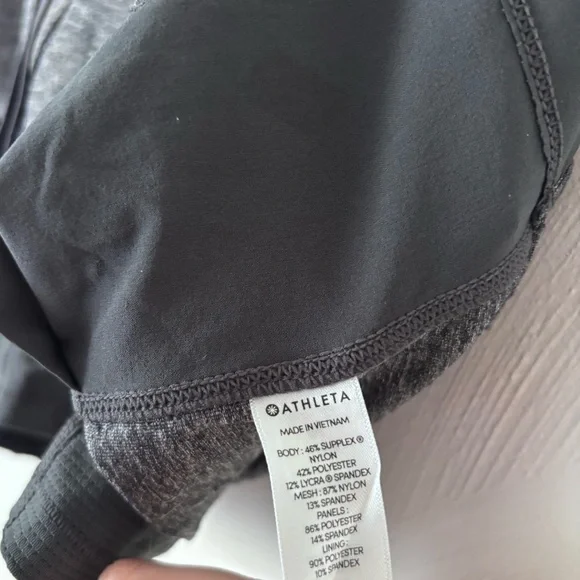 ATHLETA
MADE IN VIETNAM
BODY : 46% SUPPLEX®
NYLON
42% POLYESTER
12% LYCRA® SPANDEX
MESH : 87% NYLON
13% SPANDEX
PANELS :
86% POLYESTER
14% SPANDEX
LINING :
90% POLYESTER
10% SPANDEX